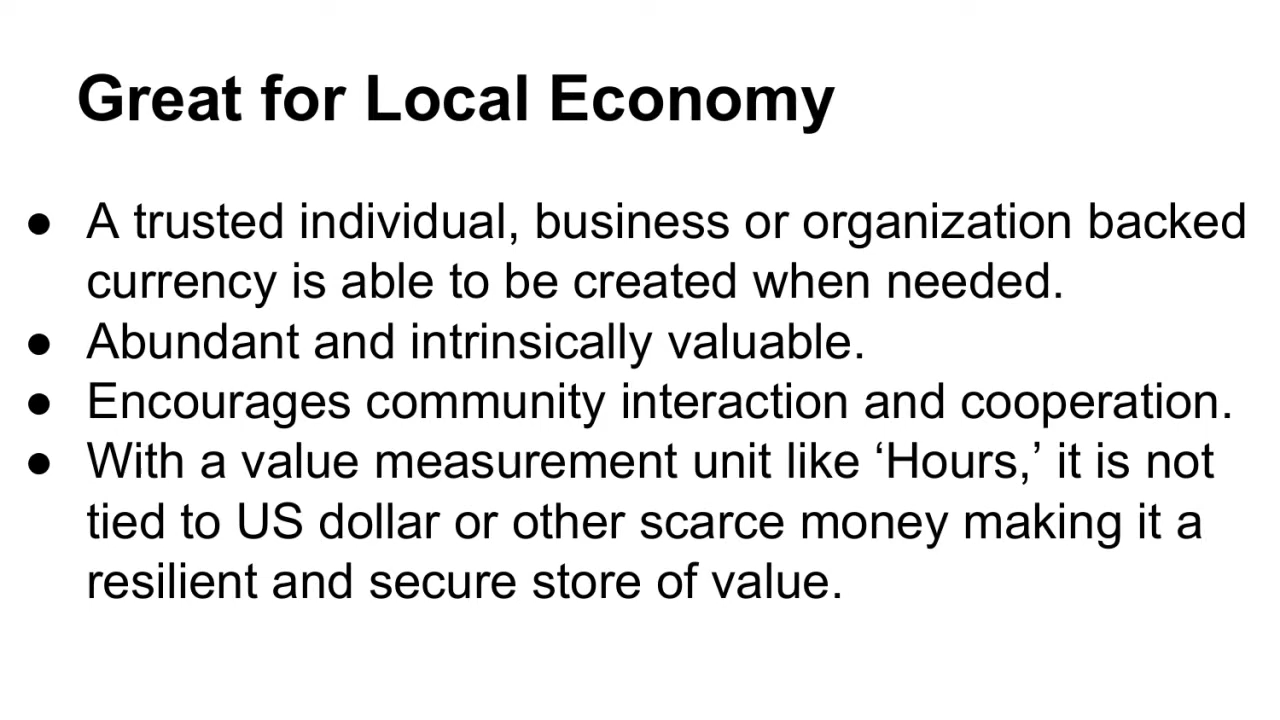 Great for Local Economy
● A trusted individual, business or organization backed
currency is able to be created when needed.
● Abundant and intrinsically valuable.
● Encourages community interaction and cooperation.
● With a value measurement unit like ‘Hours,’ it is not
tied to US dollar or other scarce money making it a
resilient and secure store of value.